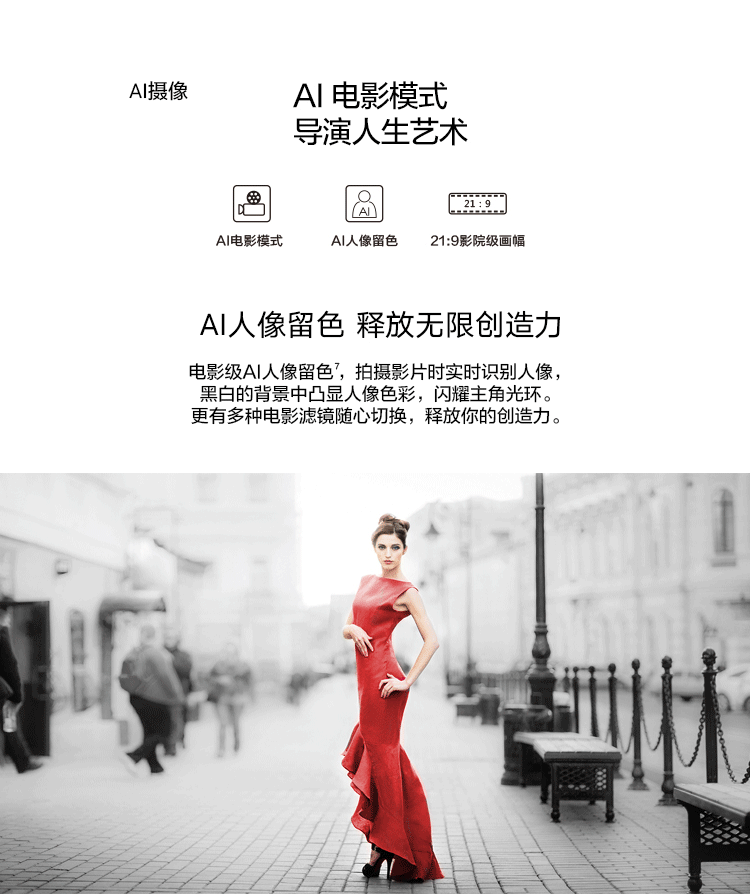 AI摄像
AI 电影模式
导演人生艺术
AI
21 : 9
AI电影模式
AI人像留色
21:9影院级画幅
AI人像留色 释放无限创造力
电影级AI人像留色7，拍摄影片时实时识别人像，
黑白的背景中凸显人像色彩，闪耀主角光环。
更有多种电影滤镜随心切换，释放你的创造力。